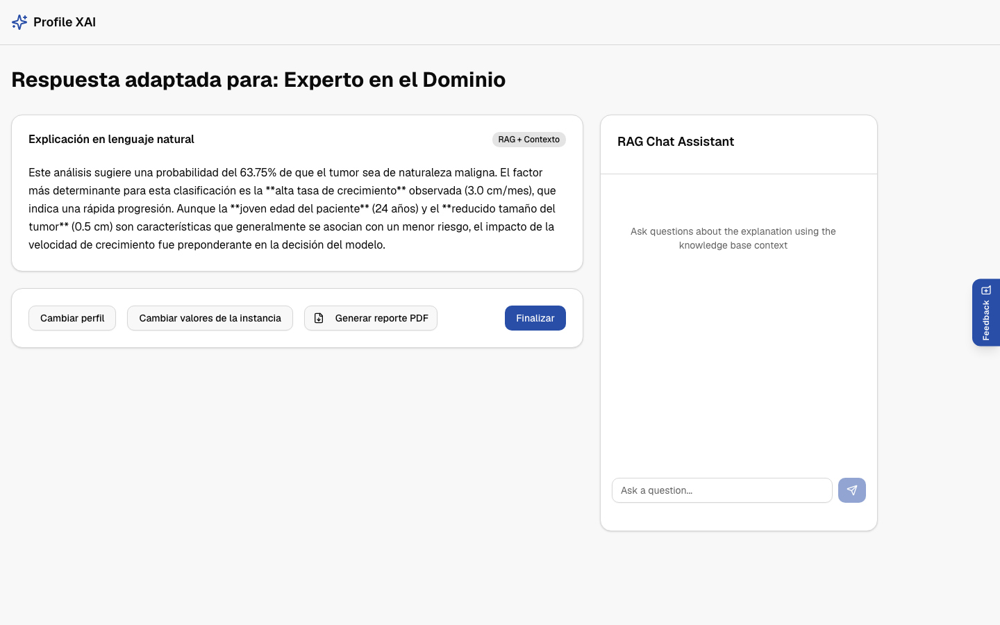 Profile XAI
Respuesta adaptada para: Experto en el Dominio
Explicación en lenguaje natural
RAG + Contexto
Este análisis sugiere una probabilidad del 63.75% de que el tumor sea de naturaleza maligna. El factor
más determinante para esta clasificación es la **alta tasa de crecimiento** observada (3.0 cm/mes), que
indica una rápida progresión. Aunque la **joven edad del paciente** (24 años) y el **reducido tamaño del
tumor** (0.5 cm) son características que generalmente se asocian con un menor riesgo, el impacto de la
velocidad de crecimiento fue preponderante en la decisión del modelo.
Cambiar perfil
Cambiar valores de la instancia
Generar reporte PDF
Finalizar
RAG Chat Assistant
Ask questions about the explanation using the
knowledge base context
Ask a question...
Feedback